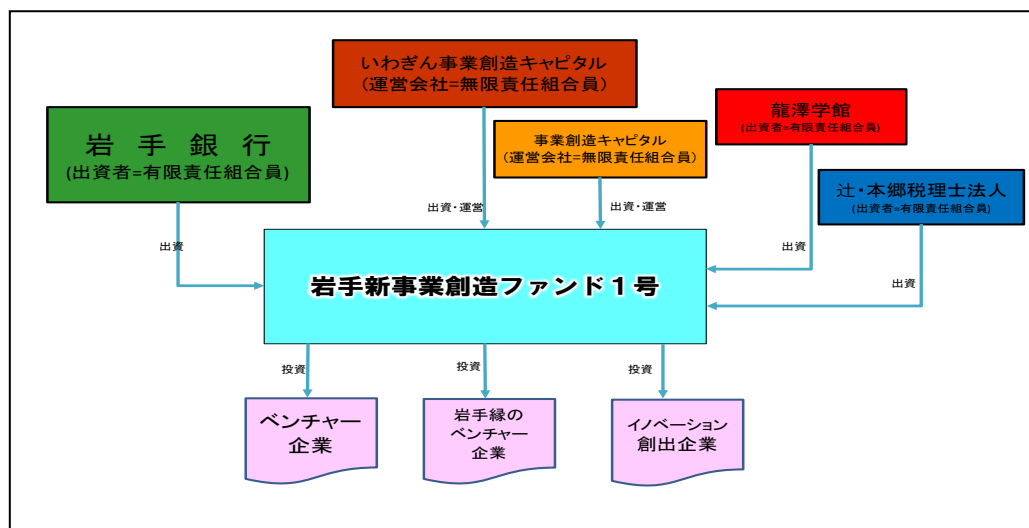 いわぎん事業創造キャピタル
(運営会社=無限責任組合員)
岩手銀行
(出資者=有限責任組合員)
事業創造キャピタル
(運営会社=無限責任組合員)
龍澤学館
(出資者=有限責任組合員)
辻・本郷税理士法人
(出資者=有限責任組合員)
出資・運営
出資・運営
出資
出資
出資
岩手新事業創造ファンド1号
投資
投資
投資
ベンチャー
企業
岩手縁の
ベンチャー
企業
イノベーション
創出企業